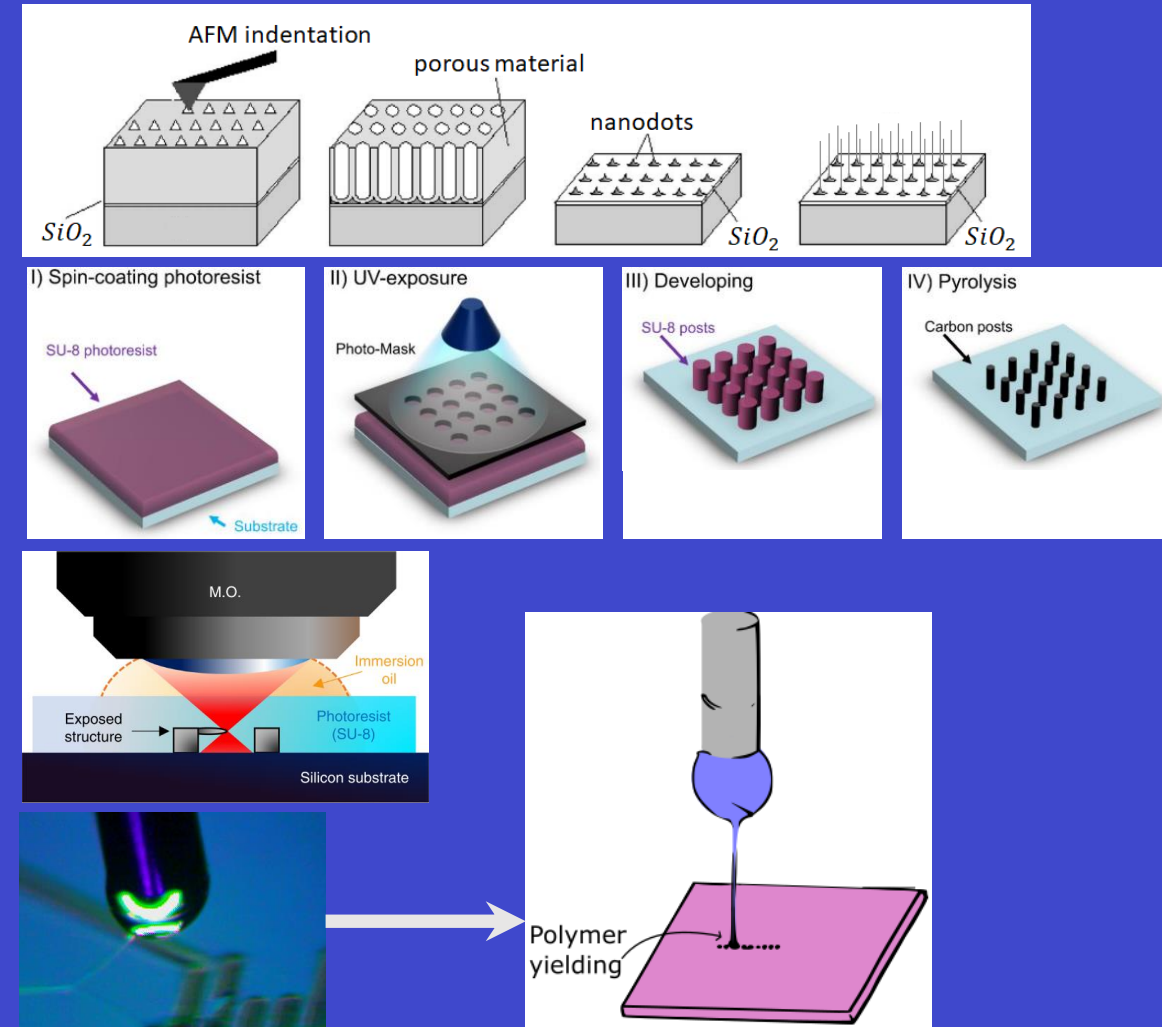 AFM indentation
porous material
nanodots
SiO₂
SiO₂
SiO₂
I) Spin-coating photoresist
SU-8 photoresist
Substrate
II) UV-exposure
Photo-Mask
III) Developing
SU-8 posts
IV) Pyrolysis
Carbon posts
M.O.
Immersion
oil
Exposed
structure
Photoresist
(SU-8)
Silicon substrate
Polymer
yielding